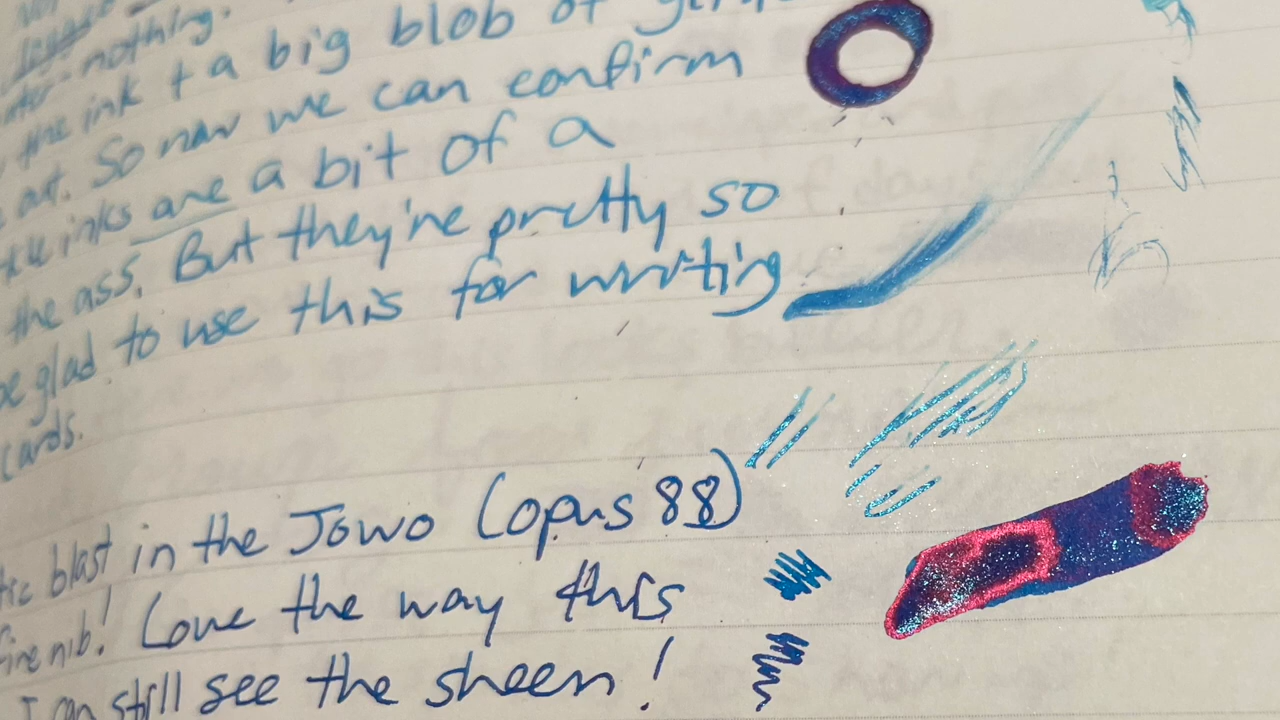 nothing.
the ink + a big blob of
out. So now we can confirm
inks are a bit of a
the ass. But they're pretty so
be glad to use this for writing
cards.
blast in the Jowo (opus 88)
fine nib! Love the way this
I can still see the sheen!